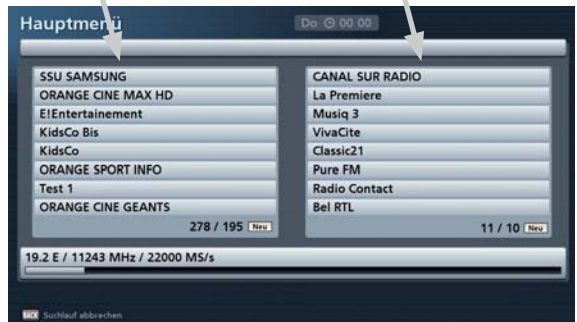 Hauptmenü
Do 00 00
SSU SAMSUNG
ORANGE CINE MAX HD
E!Entertainement
KidsCo Bis
KidsCo
ORANGE SPORT INFO
Test 1
ORANGE CINE GEANTS
278 / 195 Neu
CANAL SUR RADIO
La Premiere
Musiq 3
VivaCite
Classic21
Pure FM
Radio Contact
Bel RTL
11 / 10 Neu
19.2 E / 11243 MHz / 22000 MS/s
BACK Suchlauf abbrechen